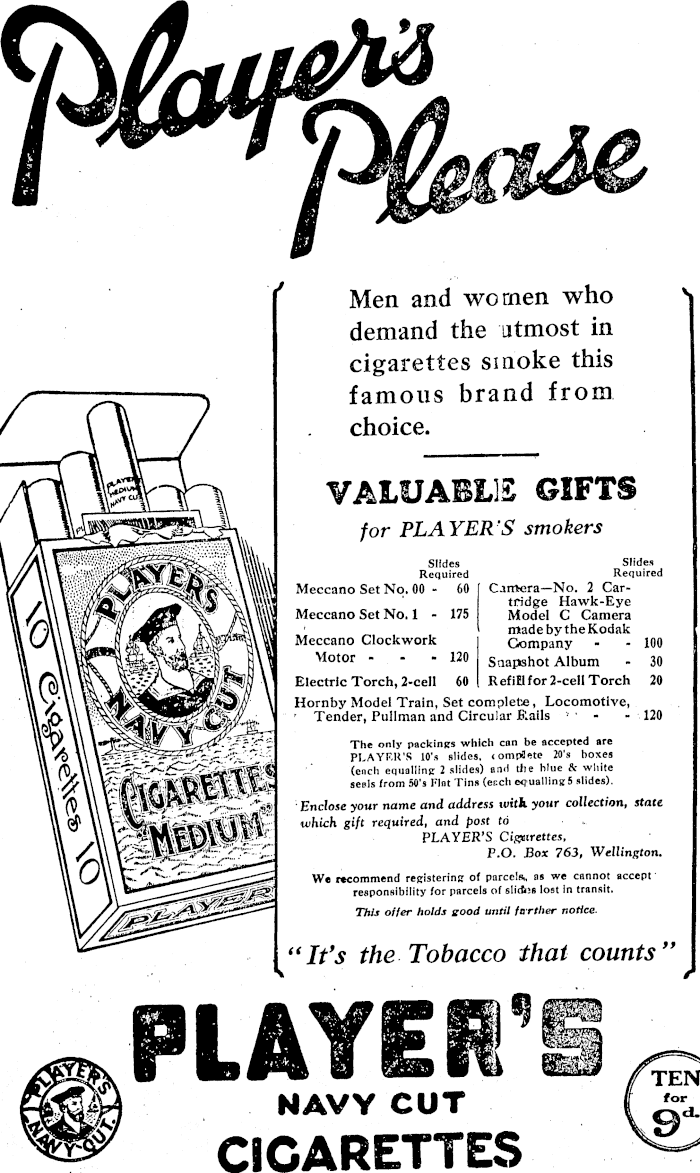 Player's
Please
Men and women who
demand the utmost in
cigarettes smoke this
famous brand from
choice.
VALUABLE GIFTS
for PLAYER'S smokers
Slides
Required
Meccano Set No. 00 - 60
Meccano Set No. 1 - 175
Meccano Clockwork
Motor - - - 120
Electric Torch, 2-cell 60
Slides
Required
Camera—No. 2 Car-
tridge Hawk-Eye
Model C Camera
made by the Kodak
Company - - 100
Snapshot Album - 30
Refill for 2-cell Torch 20
Hornby Model Train, Set complete, Locomotive,
Tender, Pullman and Circular Rails - - 120
The only packings which can be accepted are
PLAYER'S 10's slides, complete 20's boxes
(each equalling 2 slides) and the blue & white
seals from 50's Flat Tins (each equalling 5 slides).
Enclose your name and address with your collection, state
which gift required, and post to
PLAYER'S Cigarettes,
P.O. Box 763, Wellington.
We recommend registering of parcels, as we cannot accept
responsibility for parcels of slides lost in transit.
This offer holds good until further notice.
"It's the Tobacco that counts"
PLAYER
MEDIUM
NAVY CUT
PLAYER'S
NAVY CUT
CIGARETTES
"MEDIUM"
10 Cigarettes 10
PLAYER
PLAYER'S
NAVY CUT
CIGARETTES
PLAYER'S
NAVY CUT.
TEN
for
9d.